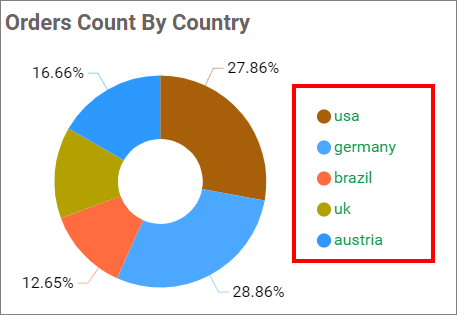 Orders Count By Country
16.66%
27.86%
usa
germany
brazil
uk
austria
12.65%
28.86%